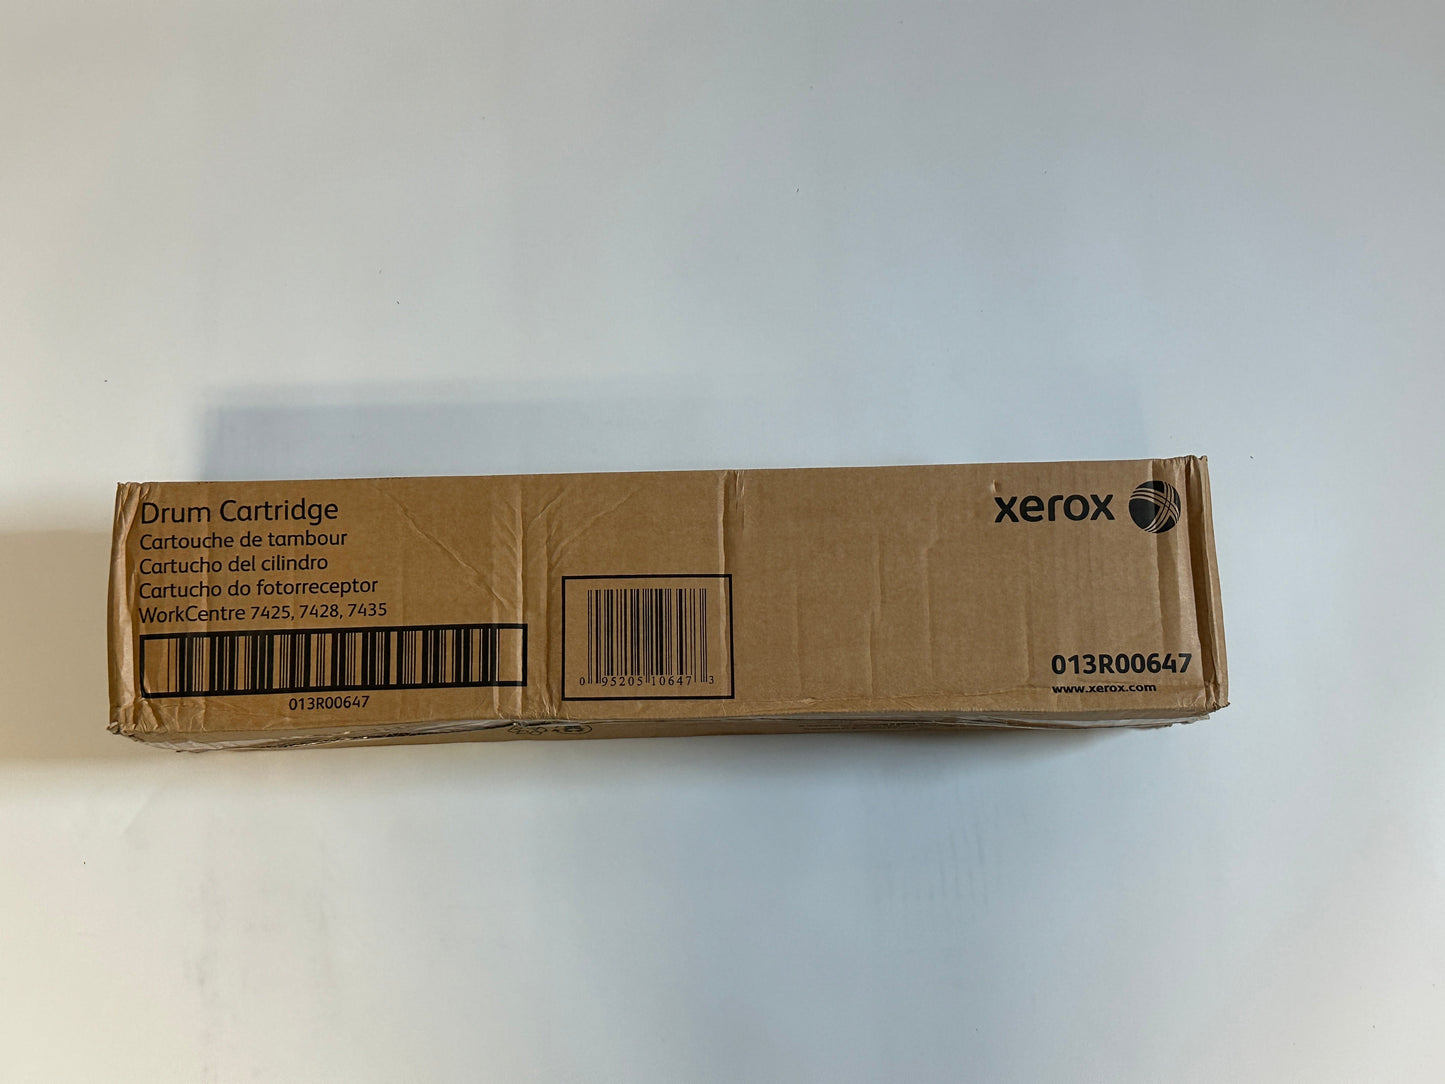 Drum Cartridge
Cartouche de tambour
Cartucho del cilindro
Cartucho do fotorreceptor
WorkCentre 7425, 7428, 7435
013R00647
0 95205 10647 3
xerox
013R00647
www.xerox.com